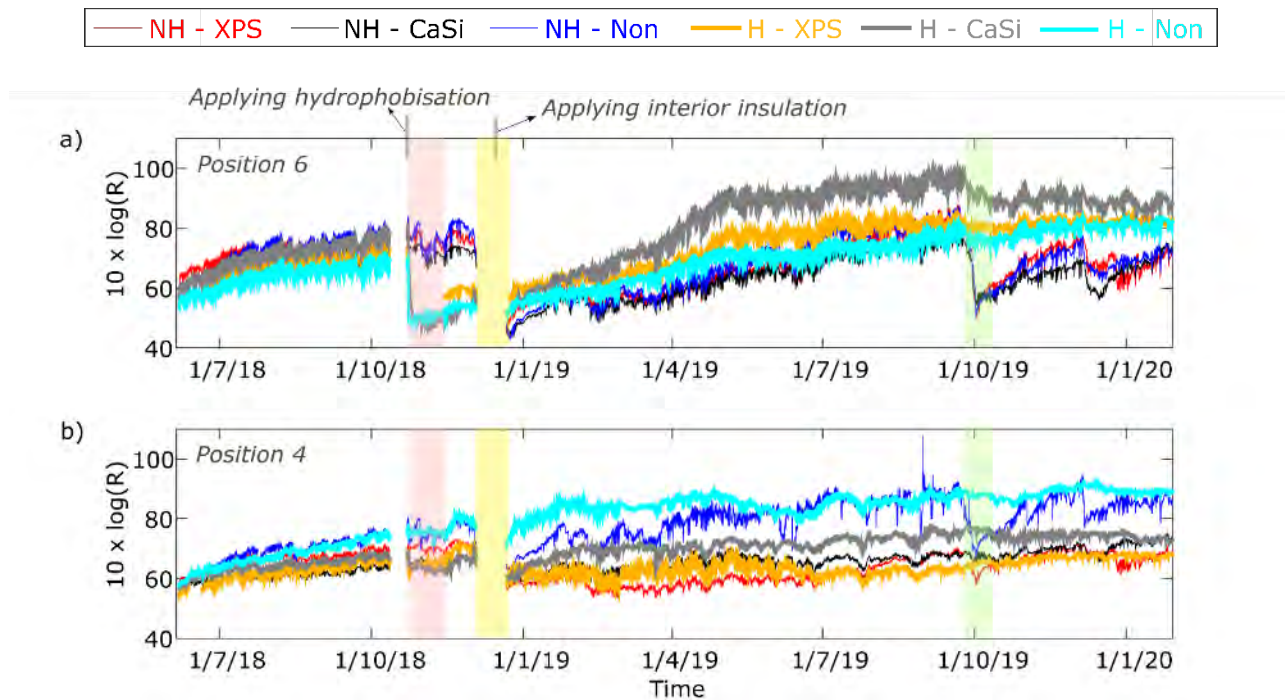 NH - XPS NH - CaSi NH - Non H - XPS H - CaSi H - Non
Applying hydrophobisation
Applying interior insulation
a)
Position 6
10 x log(R)
100
80
60
40
1/7/18 1/10/18 1/1/19 1/4/19 1/7/19 1/10/19 1/1/20
b)
Position 4
10 x log(R)
100
80
60
40
1/7/18 1/10/18 1/1/19 1/4/19 1/7/19 1/10/19 1/1/20
Time